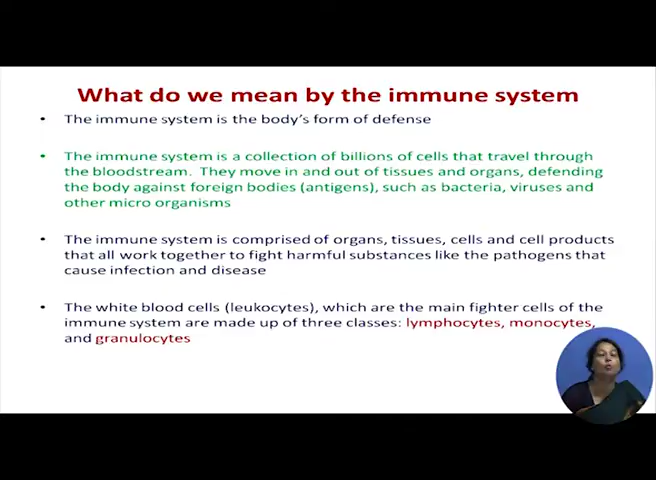 What do we mean by the immune system
• The immune system is the body's form of defense
• The immune system is a collection of billions of cells that travel through
the bloodstream. They move in and out of tissues and organs, defending
the body against foreign bodies (antigens), such as bacteria, viruses and
other micro organisms
• The immune system is comprised of organs, tissues, cells and cell products
that all work together to fight harmful substances like the pathogens that
cause infection and disease
• The white blood cells (leukocytes), which are the main fighter cells of the
immune system are made up of three classes: lymphocytes, monocytes,
and granulocytes